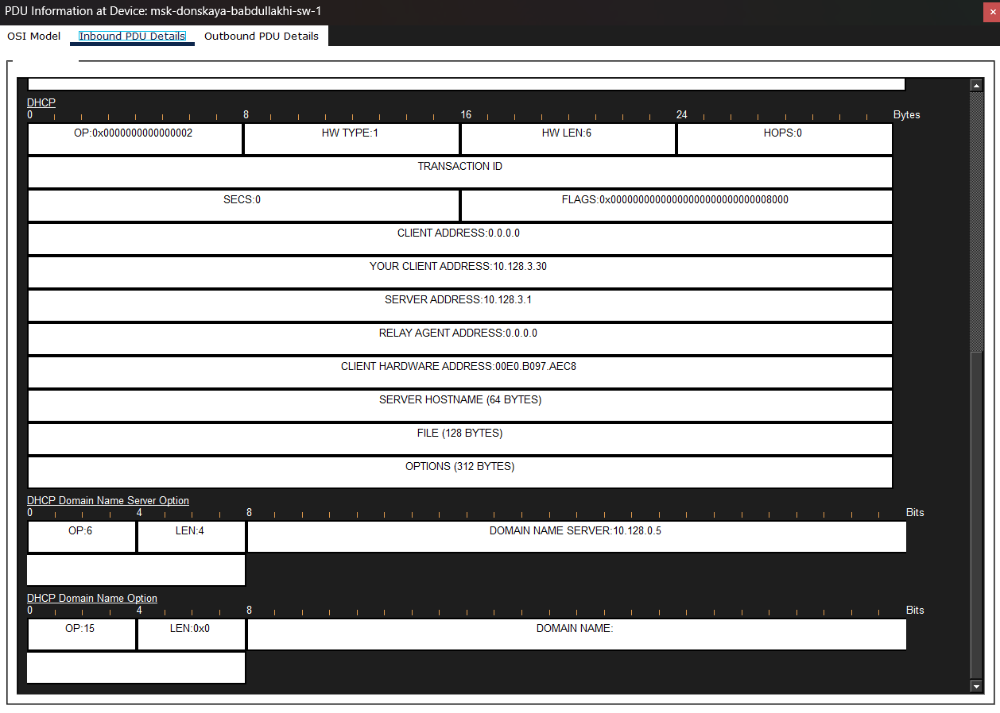 PDU Information at Device: msk-donskaya-babdullakhi-sw-1
OSI Model Inbound PDU Details Outbound PDU Details
DHCP
0 8 16 24 Bytes
OP:0x0000000000000002 HW TYPE:1 HW LEN:6 HOPS:0
TRANSACTION ID
SECS:0 FLAGS:0x00000000000000000000000000008000
CLIENT ADDRESS:0.0.0.0
YOUR CLIENT ADDRESS:10.128.3.30
SERVER ADDRESS:10.128.3.1
RELAY AGENT ADDRESS:0.0.0.0
CLIENT HARDWARE ADDRESS:00E0.B097.AEC8
SERVER HOSTNAME (64 BYTES)
FILE (128 BYTES)
OPTIONS (312 BYTES)
DHCP Domain Name Server Option
0 4 8 Bits
OP:6 LEN:4 DOMAIN NAME SERVER:10.128.0.5
DHCP Domain Name Option
0 4 8 Bits
OP:15 LEN:0x0 DOMAIN NAME: